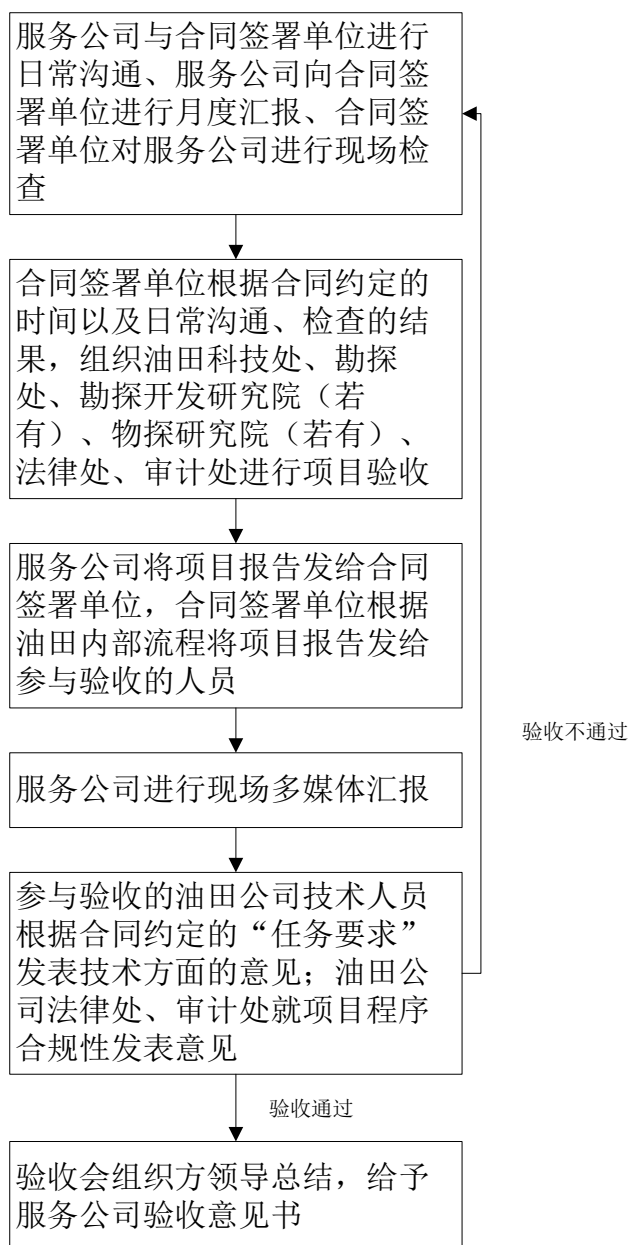 服务公司与合同签署单位进行
日常沟通、服务公司向合同签
署单位进行月度汇报、合同签
署单位对服务公司进行现场检
查
合同签署单位根据合同约定的
时间以及日常沟通、检查的结
果，组织油田科技处、勘探
处、勘探开发研究院（若
有）、物探研究院（若有）、
法律处、审计处进行项目验收
服务公司将项目报告发给合同
签署单位，合同签署单位根据
油田内部流程将项目报告发给
参与验收的人员
验收不通过
服务公司进行现场多媒体汇报
参与验收的油田公司技术人员
根据合同约定的“任务要求”
发表技术方面的意见；油田公
司法律处、审计处就项目程序
合规性发表意见
验收通过
验收会组织方领导总结，给予
服务公司验收意见书